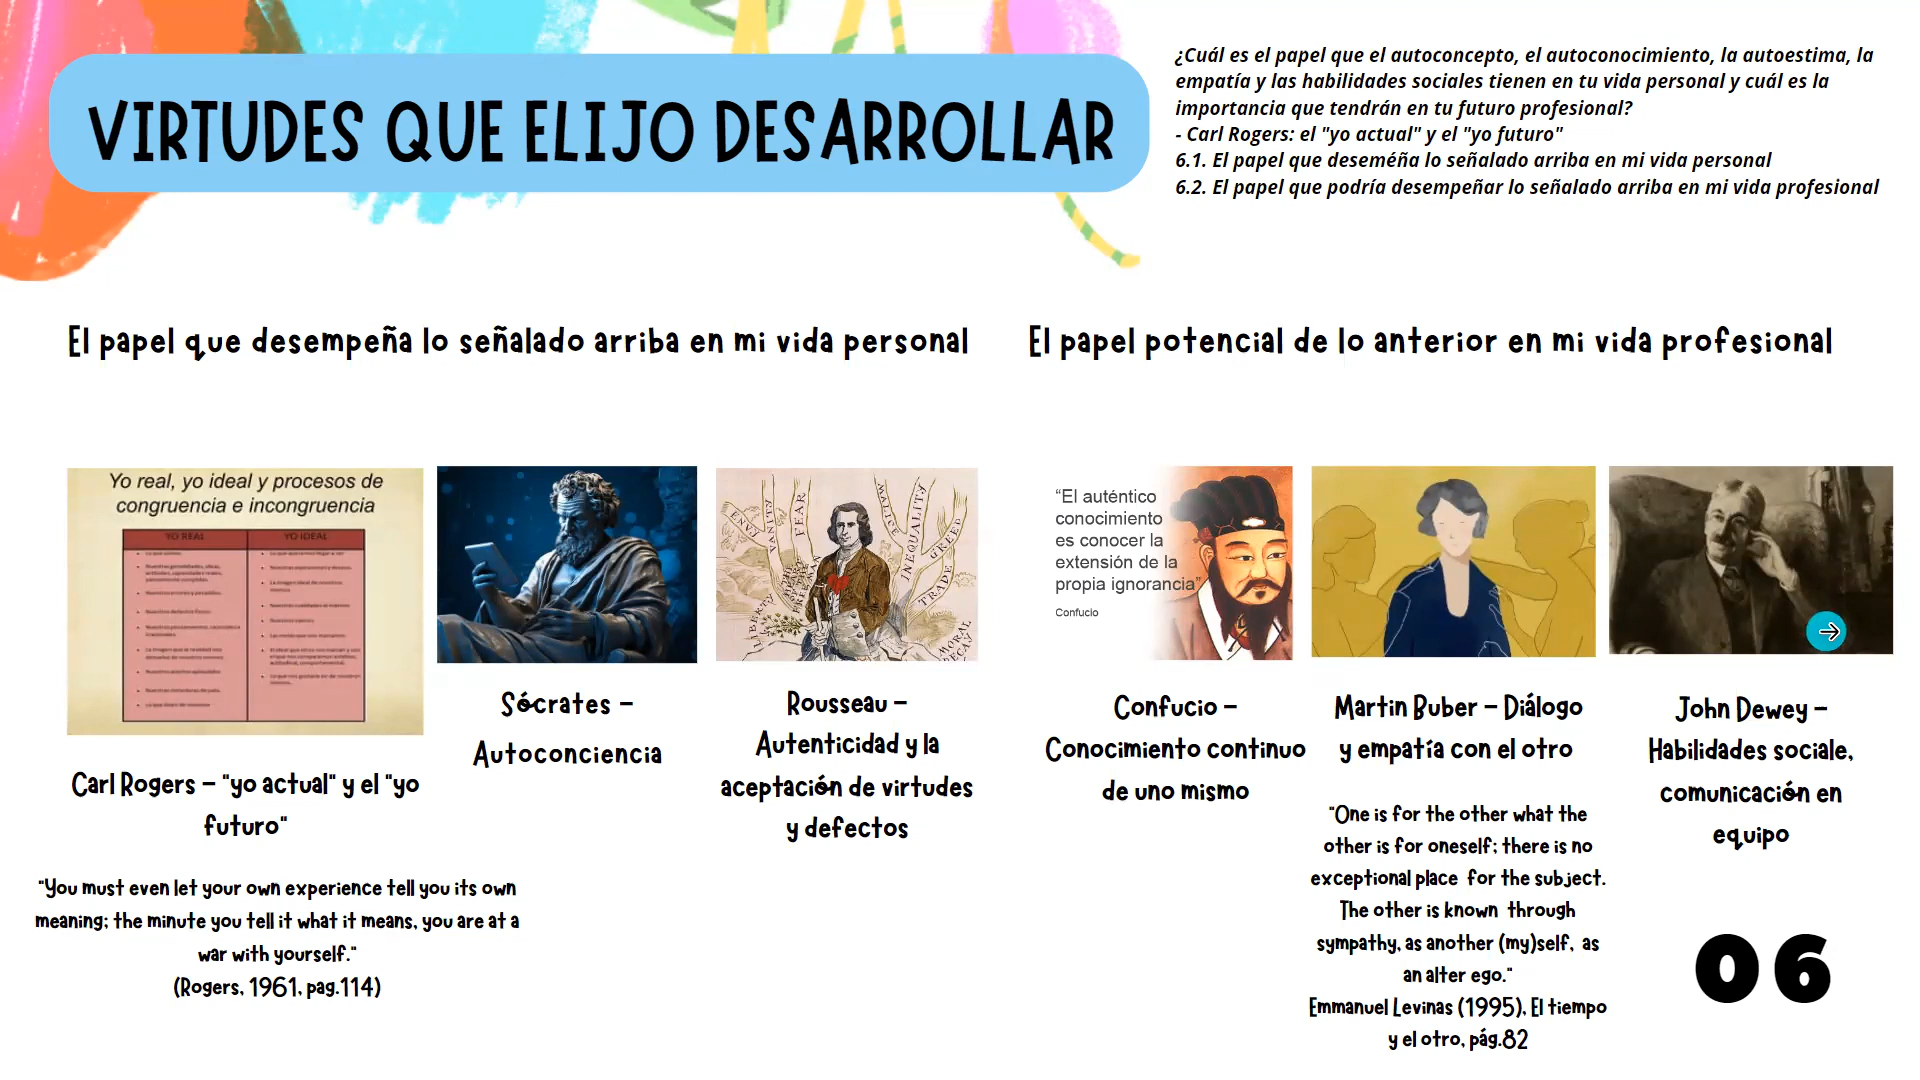 VIRTUDES QUE ELIJO DESARROLLAR
¿Cuál es el papel que el autoconcepto, el autoconocimiento, la autoestima, la
empatía y las habilidades sociales tienen en tu vida personal y cuál es la
importancia que tendrán en tu futuro profesional?
- Carl Rogers: el "yo actual" y el "yo futuro"
6.1. El papel que deseméña lo señalado arriba en mi vida personal
6.2. El papel que podría desempeñar lo señalado arriba en mi vida profesional
El papel que desempeña lo señalado arriba en mi vida personal
Yo real, yo ideal y procesos de
congruencia e incongruencia
YO REAL
YO IDEAL
ENVY
VANITY
FEAR
MALICE
INEQUALITY
GREED
TRADE
LIBERTY
MORAL
DECAY
Carl Rogers – "yo actual" y el "yo
futuro"
"You must even let your own experience tell you its own
meaning; the minute you tell it what it means, you are at a
war with yourself."
(Rogers, 1961, pag.114)
Sócrates –
Autoconciencia
Rousseau –
Autenticidad y la
aceptación de virtudes
y defectos
El papel potencial de lo anterior en mi vida profesional
“El auténtico
conocimiento
es conocer la
extensión de la
propia ignorancia”
Confucio
Confucio –
Conocimiento continuo
de uno mismo
Martin Buber – Diálogo
y empatía con el otro
"One is for the other what the
other is for oneself; there is no
exceptional place for the subject.
The other is known through
sympathy, as another (my)self, as
an alter ego."
Emmanuel Levinas (1995), El tiempo
y el otro, pág.82
John Dewey –
Habilidades sociale,
comunicación en
equipo
06